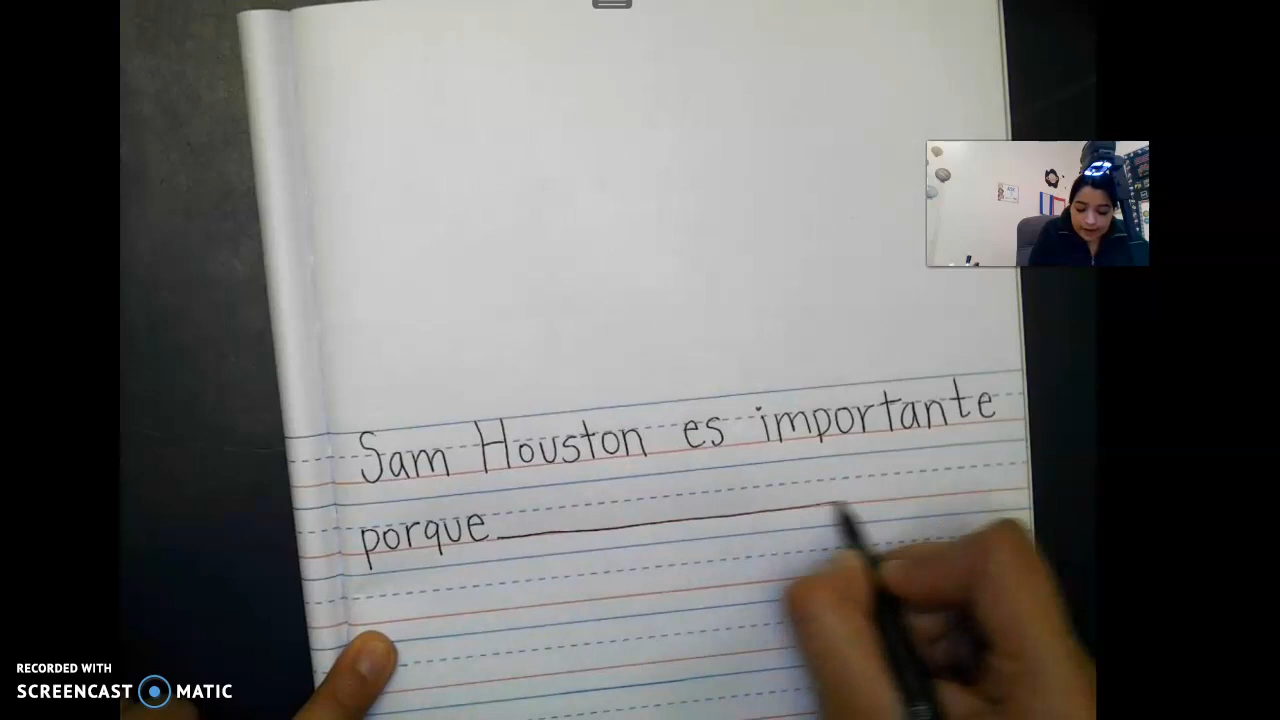 Sam Houston es importante
porque
RECORDED WITH
SCREENCAST MATIC